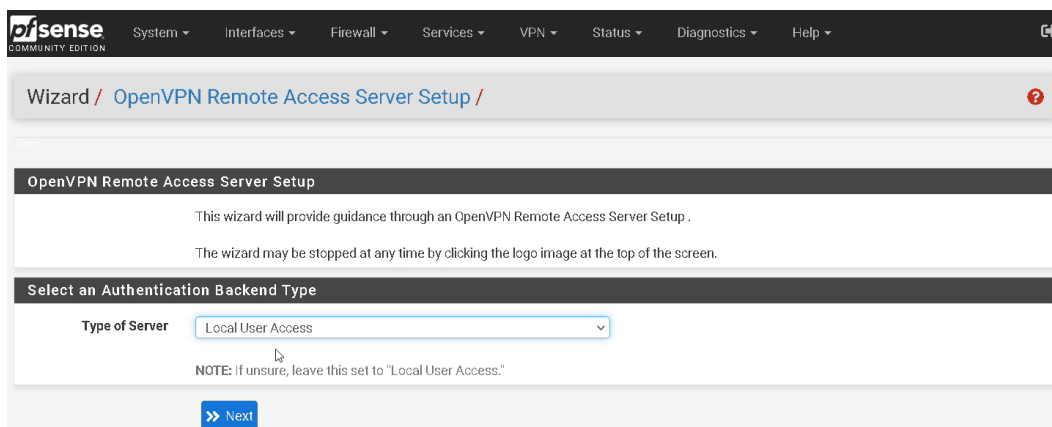 pfsense
COMMUNITY EDITION
System Interfaces Firewall Services VPN Status Diagnostics Help
Wizard / OpenVPN Remote Access Server Setup /
Step
OpenVPN Remote Access Server Setup
This wizard will provide guidance through an OpenVPN Remote Access Server Setup .
The wizard may be stopped at any time by clicking the logo image at the top of the screen.
Select an Authentication Backend Type
Type of Server Local User Access
NOTE: If unsure, leave this set to "Local User Access."
Next